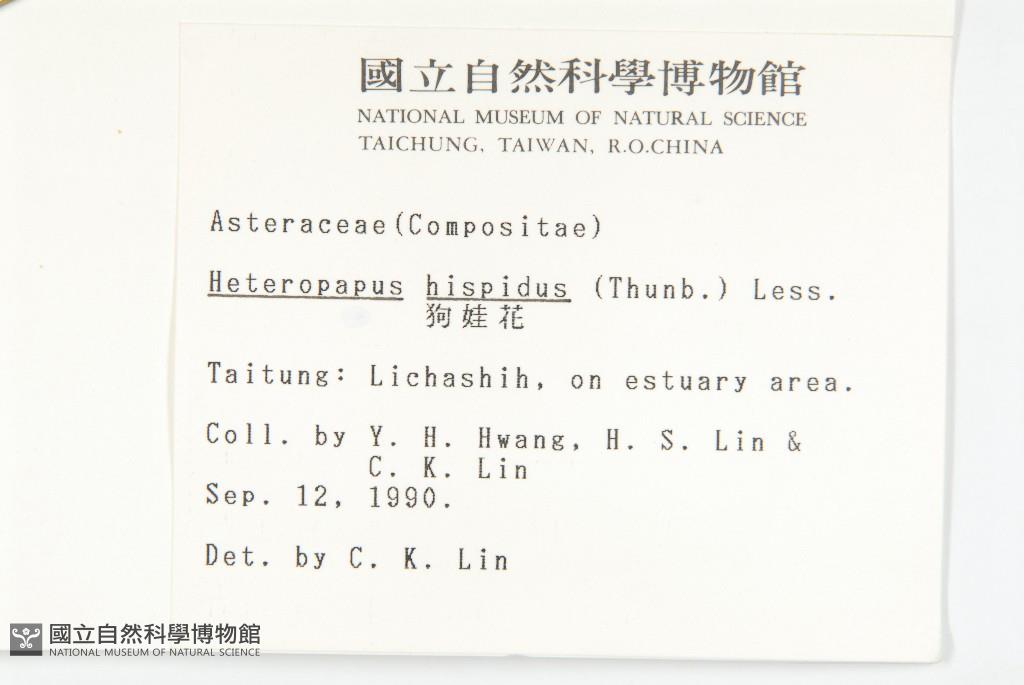 國立自然科學博物館
NATIONAL MUSEUM OF NATURAL SCIENCE
TAICHUNG, TAIWAN, R.O.CHINA
Asteraceae(Compositae)
Heteropapus hispidus (Thunb.) Less.
狗娃花
Taitung: Lichashih, on estuary area.
Coll. by Y. H. Hwang, H. S. Lin &
C. K. Lin
Sep. 12, 1990.
Det. by C. K. Lin
國立自然科學博物館
NATIONAL MUSEUM OF NATURAL SCIENCE